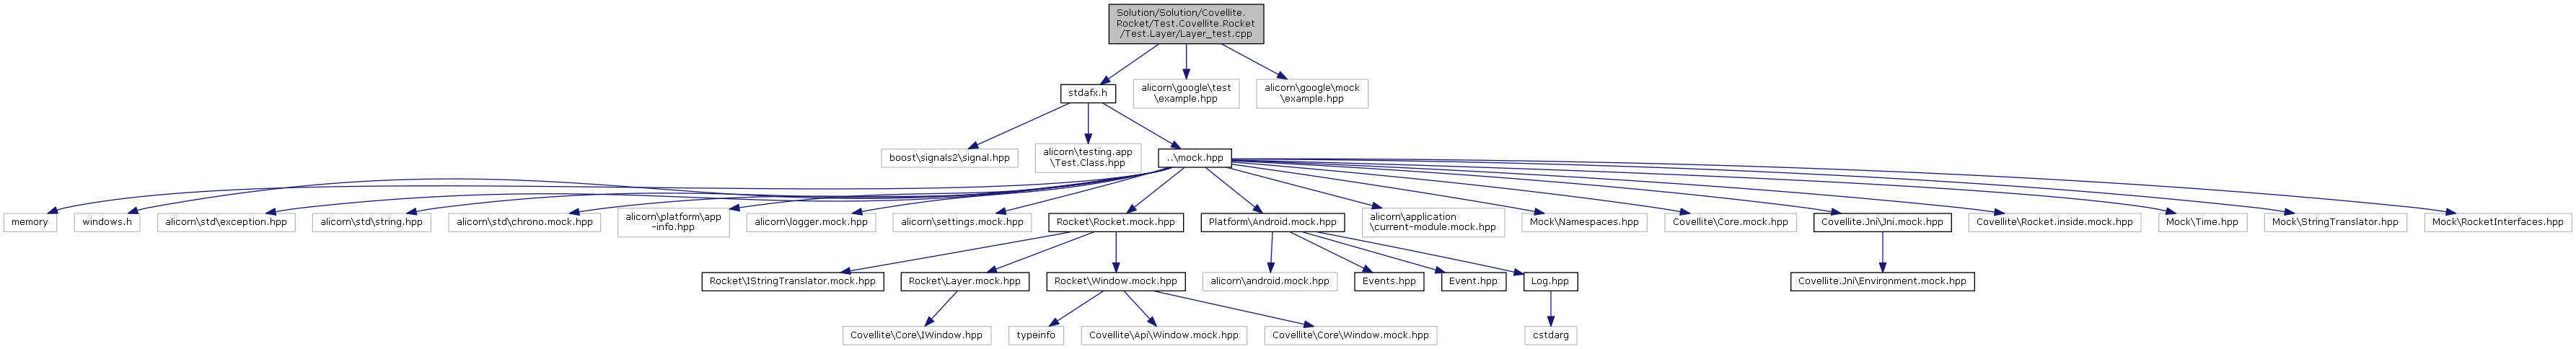 Solution/Solution/Covellite.
Rocket/Test.Covellite.Rocket
/Test.Layer/Layer_test.cpp
stdafx.h
alicorn\google\test
\example.hpp
alicorn\google\mock
\example.hpp
boost\signals2\signal.hpp
alicorn\testing.app
\Test.Class.hpp
..\mock.hpp
memory
windows.h
alicorn\std\exception.hpp
alicorn\std\string.hpp
alicorn\std\chrono.mock.hpp
alicorn\platform\app
-info.hpp
alicorn\logger.mock.hpp
alicorn\settings.mock.hpp
Rocket\Rocket.mock.hpp
Platform\Android.mock.hpp
alicorn\application
\current-module.mock.hpp
Mock\Namespaces.hpp
Covellite\Core.mock.hpp
Covellite.Jni\Jni.mock.hpp
Covellite\Rocket.inside.mock.hpp
Mock\Time.hpp
Mock\StringTranslator.hpp
Mock\RocketInterfaces.hpp
Rocket\IStringTranslator.mock.hpp
Rocket\Layer.mock.hpp
Rocket\Window.mock.hpp
alicorn\android.mock.hpp
Events.hpp
Event.hpp
Log.hpp
Covellite.Jni\Environment.mock.hpp
Covellite\Core\IWindow.hpp
typeinfo
Covellite\Api\Window.mock.hpp
Covellite\Core\Window.mock.hpp
cstdarg